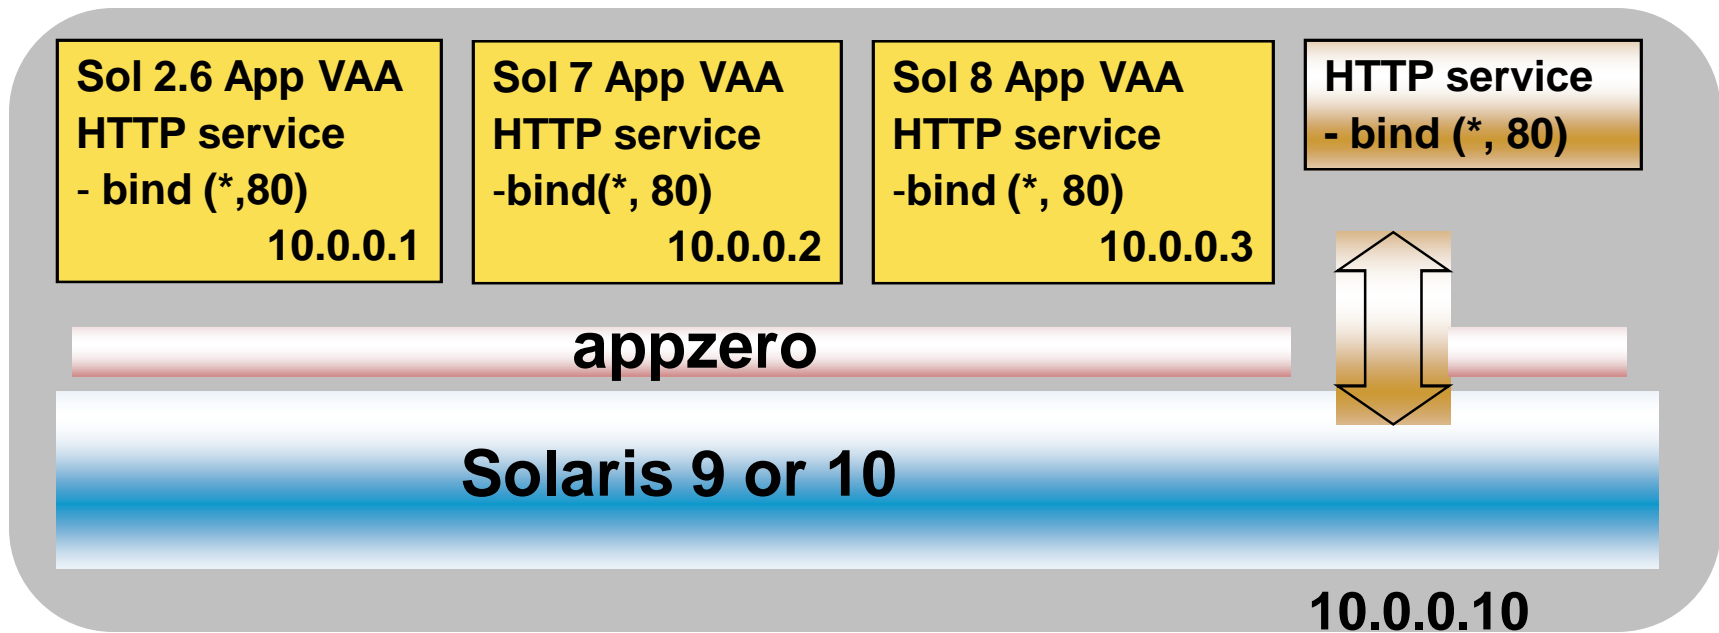 Sol 2.6 App VAA
HTTP service
- bind (*,80)
10.0.0.1
Sol 7 App VAA
HTTP service
-bind(*, 80)
10.0.0.2
Sol 8 App VAA
HTTP service
-bind (*, 80)
10.0.0.3
HTTP service
- bind (*, 80)
appzero
Solaris 9 or 10
10.0.0.10